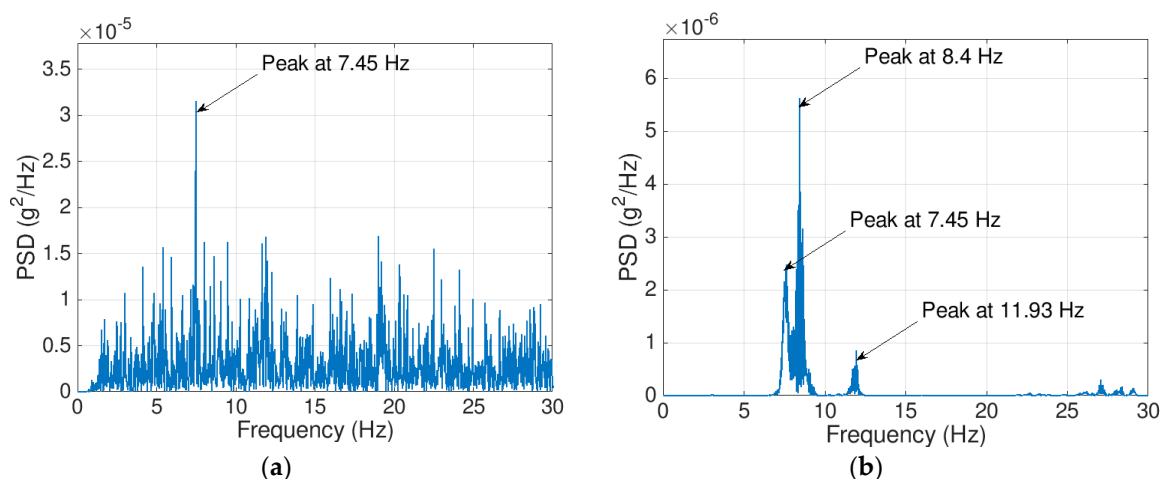 ×10⁻⁵
Peak at 7.45 Hz
3.5
3
2.5
2
1.5
1
0.5
0
PSD (g²/Hz)
0 5 10 15 20 25 30
Frequency (Hz)
(a)
×10⁻⁶
Peak at 8.4 Hz
Peak at 7.45 Hz
Peak at 11.93 Hz
6
5
4
3
2
1
0
PSD (g²/Hz)
0 5 10 15 20 25 30
Frequency (Hz)
(b)